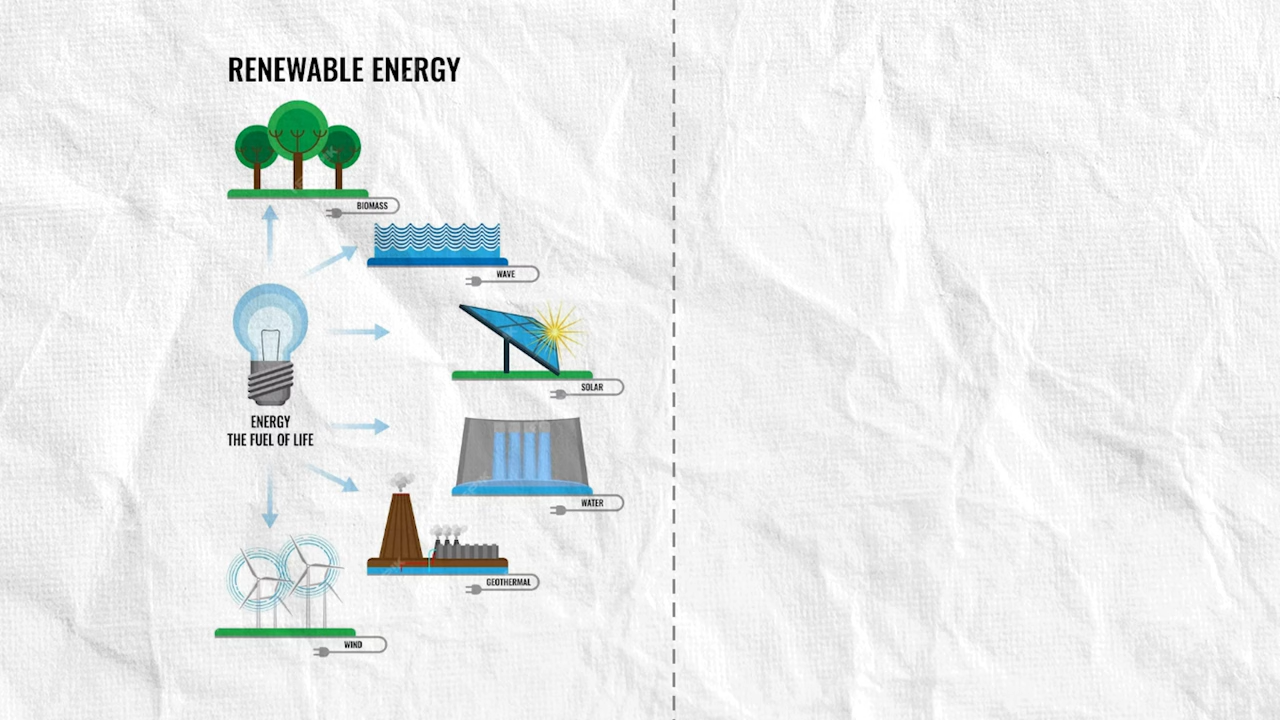 RENEWABLE ENERGY
BIOMASS
WAVE
SOLAR
ENERGY
THE FUEL OF LIFE
WATER
GEOTHERMAL
WIND